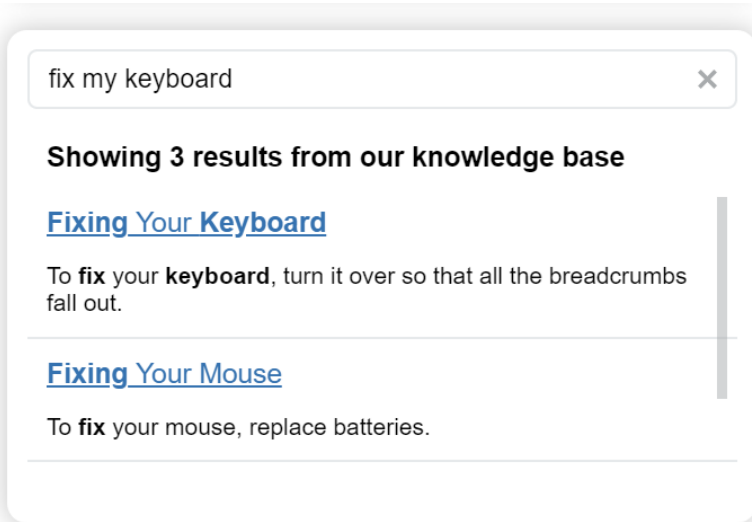 fix my keyboard
Showing 3 results from our knowledge base
Fixing Your Keyboard
To fix your keyboard, turn it over so that all the breadcrumbs
fall out.
Fixing Your Mouse
To fix your mouse, replace batteries.